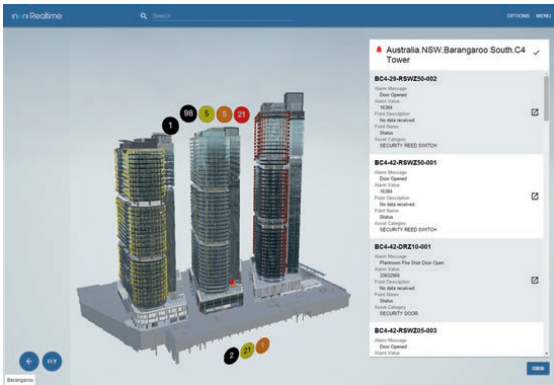 Realtime
Search
OPTIONS MENU
Australia.NSW.Barangaroo South.C4
Tower
BC4-29-RSWZ50-002
Alarm Message
Door Opened
Alarm Value
16384
Point Description
No data received.
Point Name
Status
Asset Category
SECURITY REED SWITCH
BC4-42-RSWZ50-001
Alarm Message
Door Opened
Alarm Value
16384
Point Description
No data received.
Point Name
Status
Asset Category
SECURITY REED SWITCH
BC4-42-DRZ10-001
Alarm Message
Plantroom Fire Stair Door Open
Alarm Value
Point Description
No data received.
Point Name
Status
Asset Category
SECURITY DOOR
BC4-42-RSWZ05-003
Alarm Message
Door Opened
Alarm Value
1
98
5
5
21
2
21
1
FLY
Barangaroo